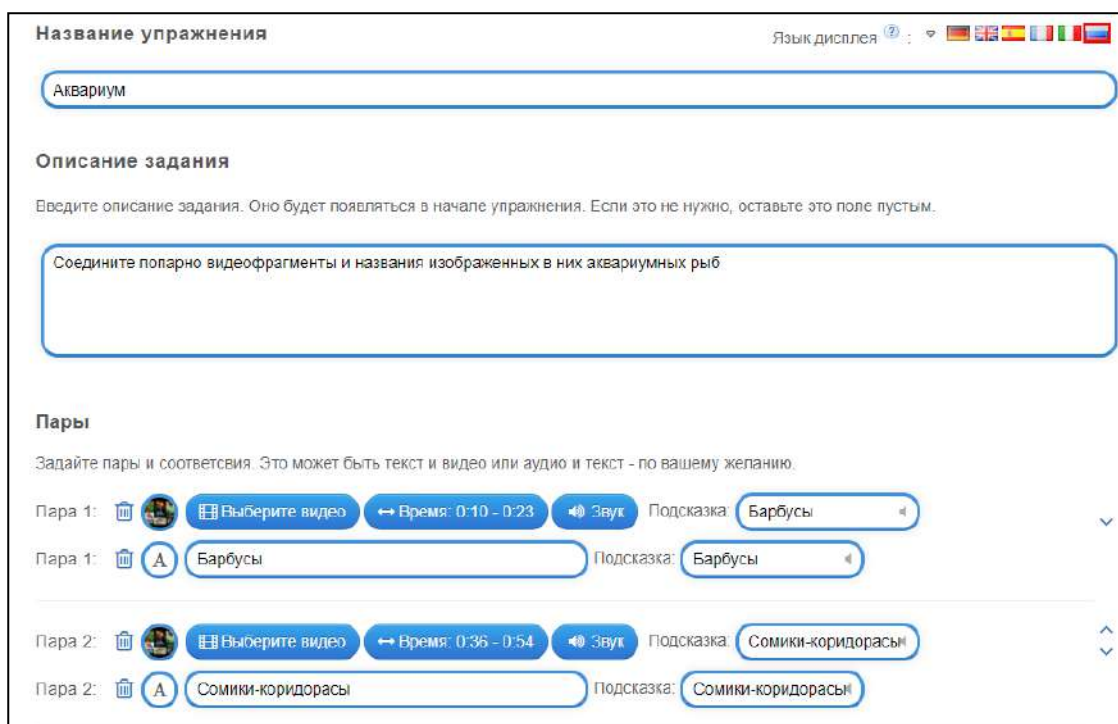 Название упражнения
Язык дисплея ? :
Аквариум
Описание задания
Введите описание задания. Оно будет появляться в начале упражнения. Если это не нужно, оставьте это поле пустым.
Соедините попарно видеофрагменты и названия изображенных в них аквариумных рыб
Пары
Задайте пары и соответсвия. Это может быть текст и видео или аудио и текст - по вашему желанию.
Пара 1: Выберите видео ↔ Время: 0:10 - 0:23 Звук Подсказка: Барбусы
Пара 1: A Барбусы Подсказка: Барбусы
Пара 2: Выберите видео ↔ Время: 0:36 - 0:54 Звук Подсказка: Сомики-коридорасы
Пара 2: A Сомики-коридорасы Подсказка: Сомики-коридорасы